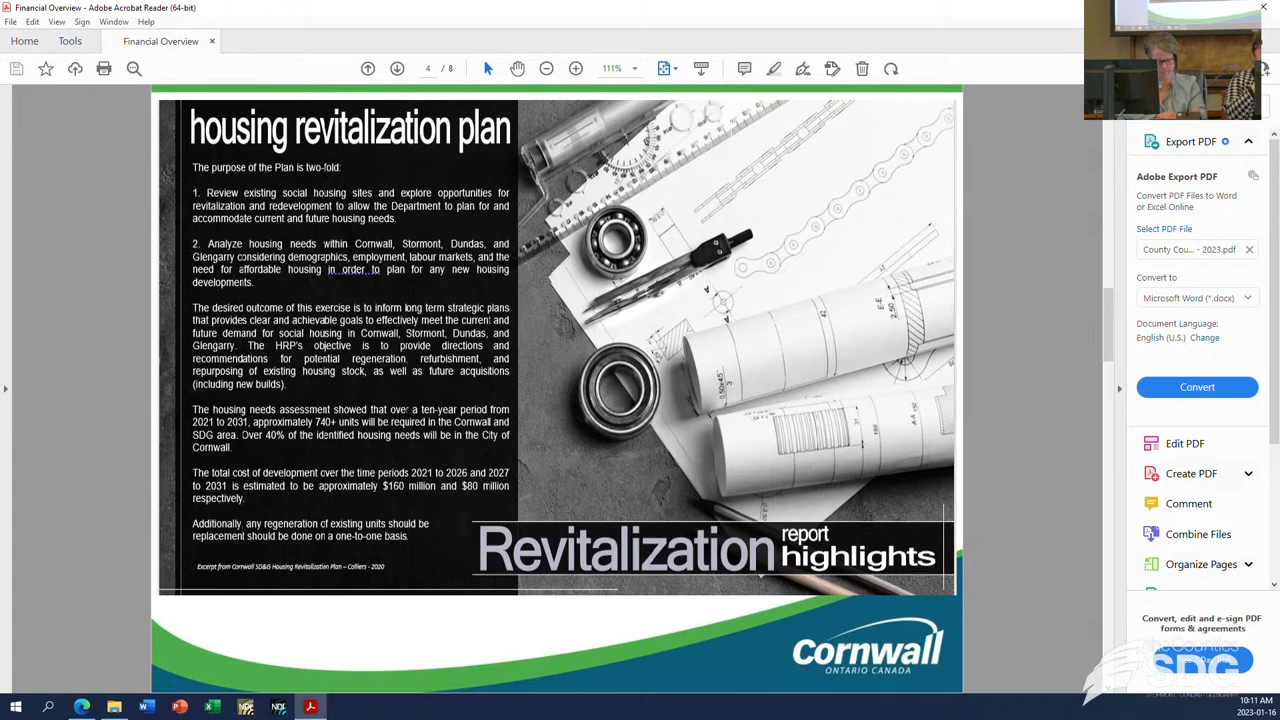 Financial Overview - Adobe Acrobat Reader (64-bit)
File Edit View Sign Window Help
Home Tools Financial Overview ×
4 / 8 111%
housing revitalization plan
The purpose of the Plan is two-fold:
1. Review existing social housing sites and explore opportunities for
revitalization and redevelopment to allow the Department to plan for and
accommodate current and future housing needs.
2. Analyze housing needs within Cornwall, Stormont, Dundas, and
Glengarry considering demographics, employment, labour markets, and the
need for affordable housing in order to plan for any new housing
developments.
The desired outcome of this exercise is to inform long term strategic plans
that provides clear and achievable goals to effectively meet the current and
future demand for social housing in Cornwall, Stormont, Dundas, and
Glengarry. The HRP's objective is to provide directions and
recommendations for potential regeneration, refurbishment, and
repurposing of existing housing stock, as well as future acquisitions
(including new builds).
The housing needs assessment showed that over a ten-year period from
2021 to 2031, approximately 740+ units will be required in the Cornwall and
SDG area. Over 40% of the identified housing needs will be in the City of
Cornwall.
The total cost of development over the time periods 2021 to 2026 and 2027
to 2031 is estimated to be approximately $160 million and $80 million
respectively.
Additionally, any regeneration of existing units should be
replacement should be done on a one-to-one basis.
Excerpt from Cornwall SD&G Housing Revitalization Plan – Colliers - 2020
Revitalization report highlights
Cornwall
ONTARIO CANADA
Export PDF
Adobe Export PDF
Convert PDF Files to Word
or Excel Online
Select PDF File
County Cou... - 2023.pdf
Convert to
Microsoft Word (*.docx)
Document Language:
English (U.S.) Change
Convert
Edit PDF
Create PDF
Comment
Combine Files
Organize Pages
Convert, edit and e-sign PDF
forms & agreements
the Counties
SDG
STORMONT · DUNDAS · GLENGARRY
10:11 AM
2023-01-16